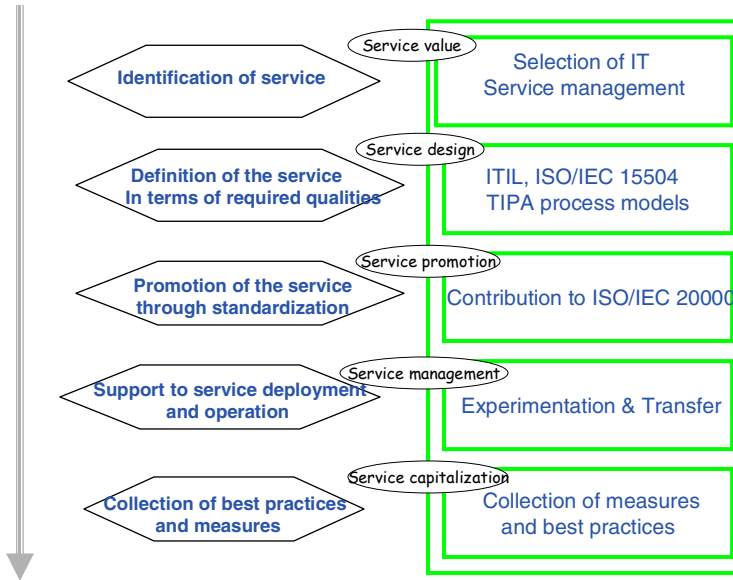 Service value
Identification of service
Selection of IT
Service management
Service design
Definition of the service
In terms of required qualities
ITIL, ISO/IEC 15504
TIPA process models
Service promotion
Promotion of the service
through standardization
Contribution to ISO/IEC 20000
Service management
Support to service deployment
and operation
Experimentation & Transfer
Service capitalization
Collection of best practices
and measures
Collection of measures
and best practices